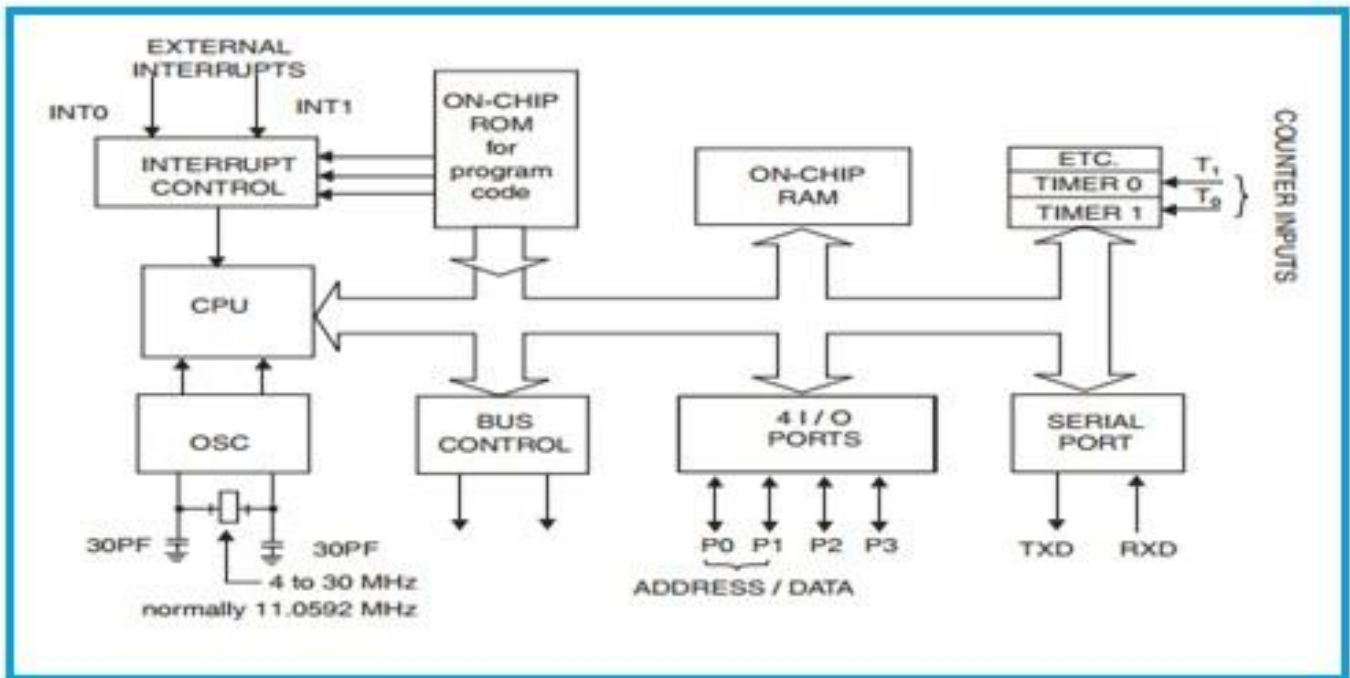 EXTERNAL
INTERRUPTS
INT0
INT1
INTERRUPT
CONTROL
ON-CHIP
ROM
for
program
code
ON-CHIP
RAM
ETC.
TIMER 0
TIMER 1
T1
T0
COUNTER INPUTS
CPU
OSC
BUS
CONTROL
4 I / O
PORTS
SERIAL
PORT
30PF
30PF
4 to 30 MHz
normally 11.0592 MHz
P0 P1 P2 P3
ADDRESS / DATA
TXD RXD